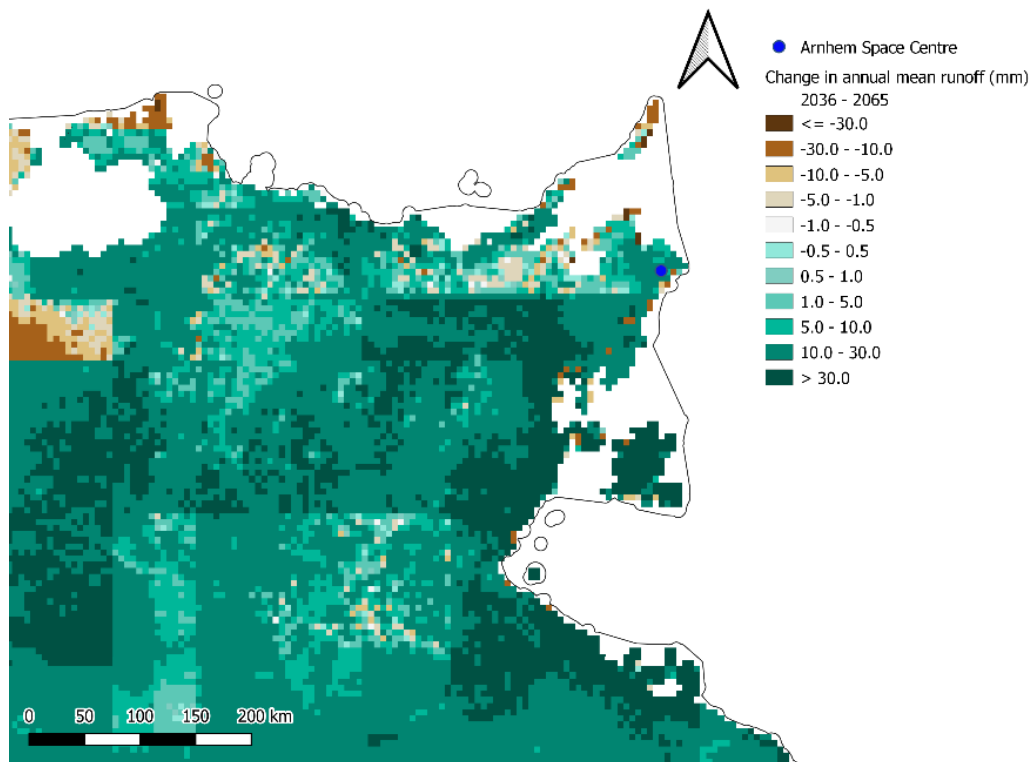 Arnhem Space Centre
Change in annual mean runoff (mm)
2036 - 2065
<= -30.0
-30.0 - -10.0
-10.0 - -5.0
-5.0 - -1.0
-1.0 - -0.5
-0.5 - 0.5
0.5 - 1.0
1.0 - 5.0
5.0 - 10.0
10.0 - 30.0
> 30.0
0 50 100 150 200 km